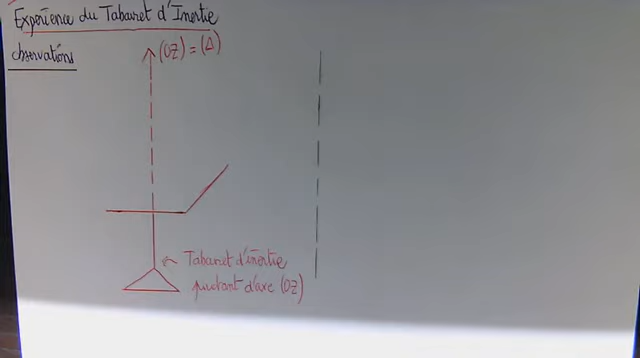 Expérience du Tabouret d'Inertie
observations
(OZ) = (Δ)
Tabouret d'inertie
pivotant d'axe (OZ)